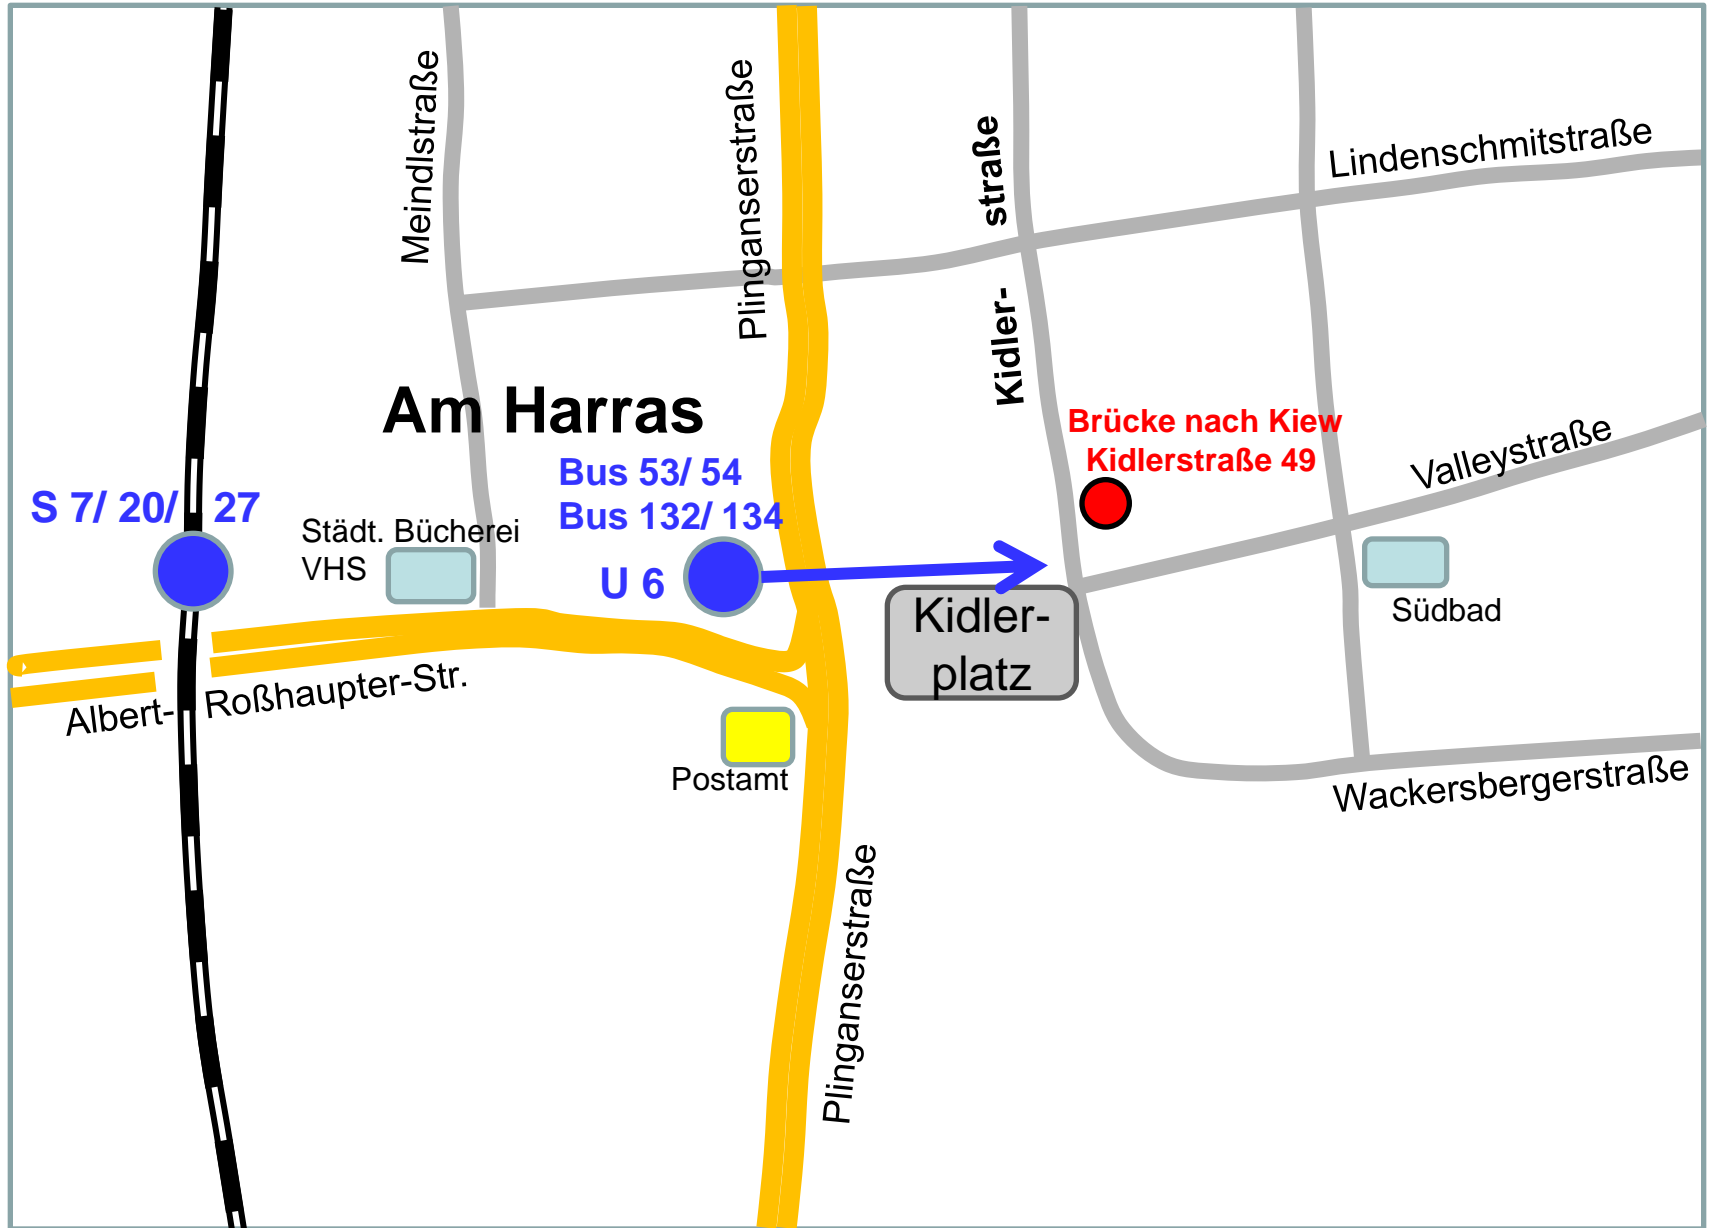 Meindlstraße
Plinganserstraße
Kidler- straße
Lindenschmitstraße
Am Harras
Bus 53/ 54
Bus 132/ 134
U 6
S 7/ 20/ 27
Städt. Bücherei
VHS
Brücke nach Kiew
Kidlerstraße 49
Valleystraße
Kidler-
platz
Südbad
Albert- Roßhaupter-Str.
Postamt
Wackersbergerstraße
Plinganserstraße